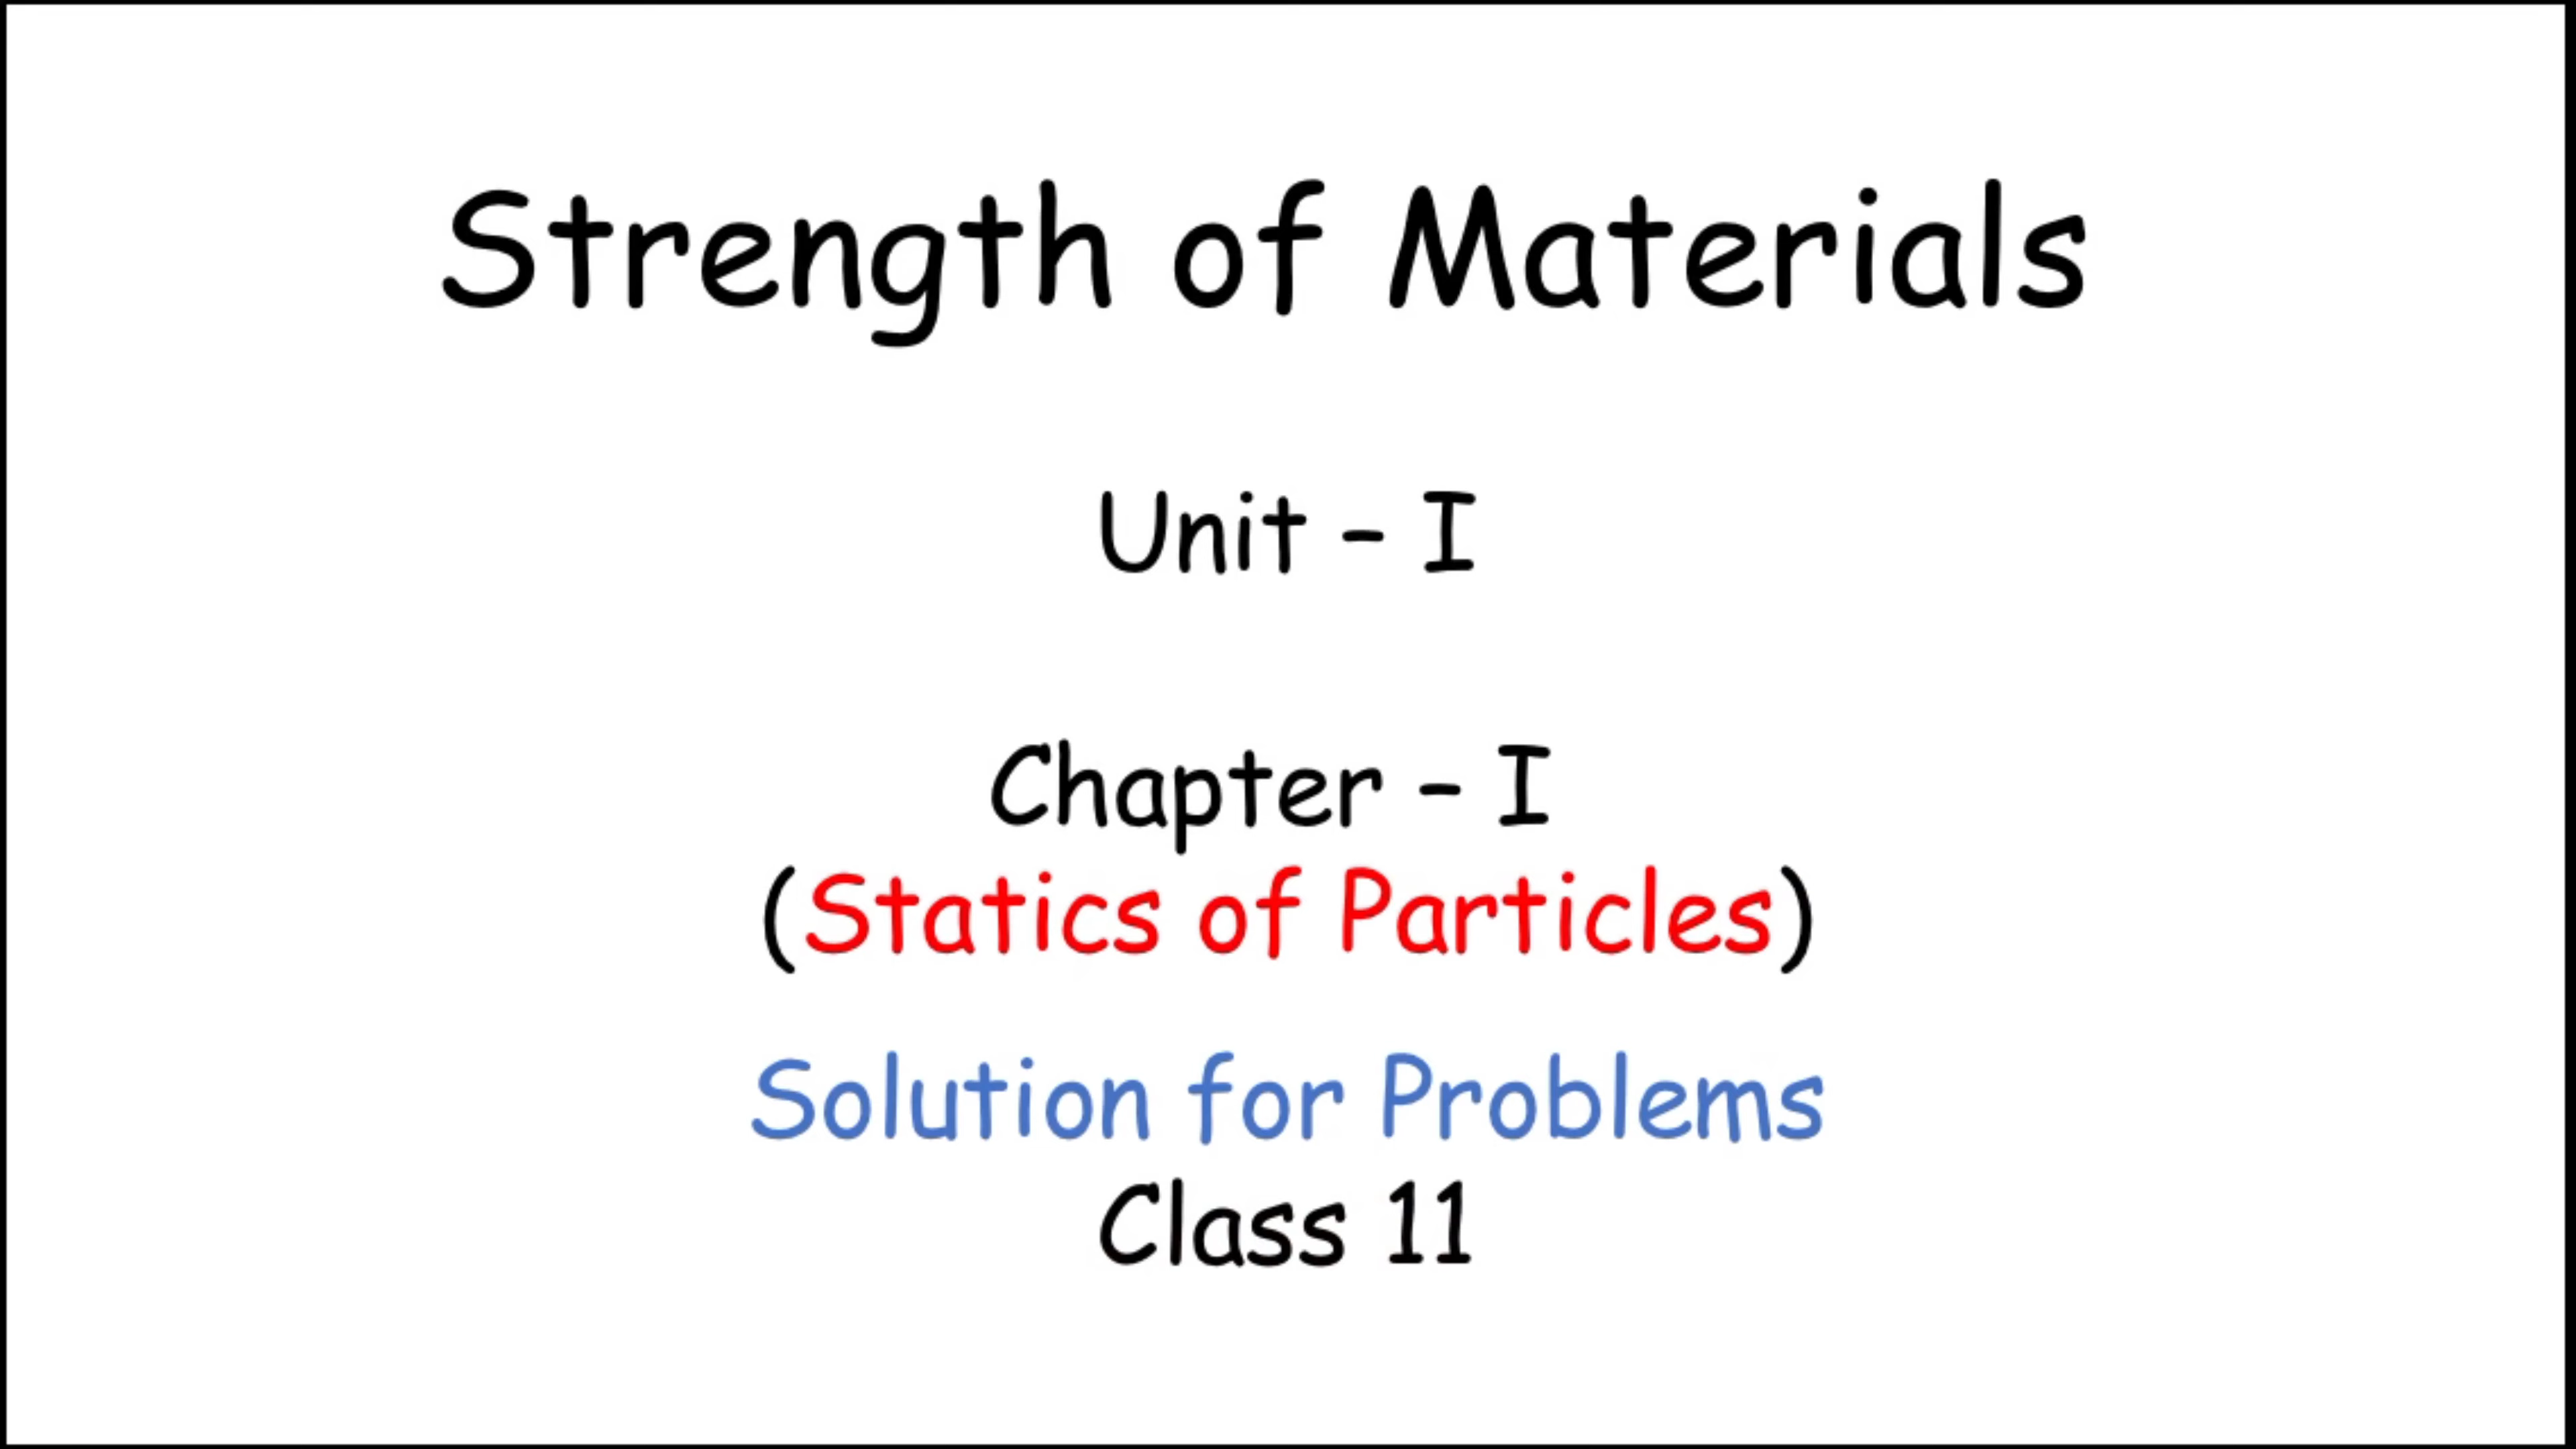 Strength of Materials
Unit – I
Chapter – I
(Statics of Particles)
Solution for Problems
Class 11